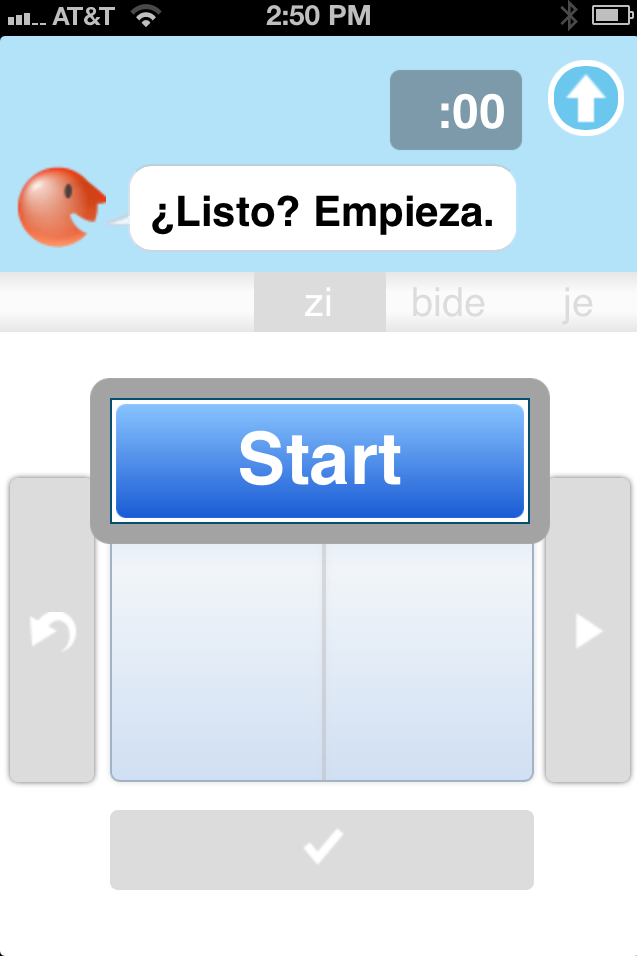 AT&T 2:50 PM
:00
¿Listo? Empieza.
zi bide je
Start